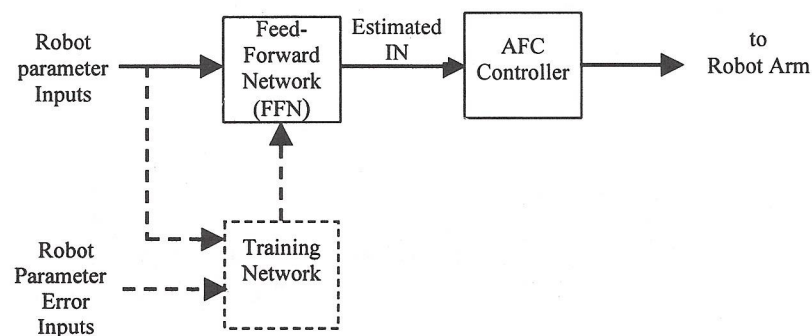 Robot
parameter
Inputs
Feed-
Forward
Network
(FFN)
Estimated
IN
AFC
Controller
to
Robot Arm
Robot
Parameter
Error
Inputs
Training
Network